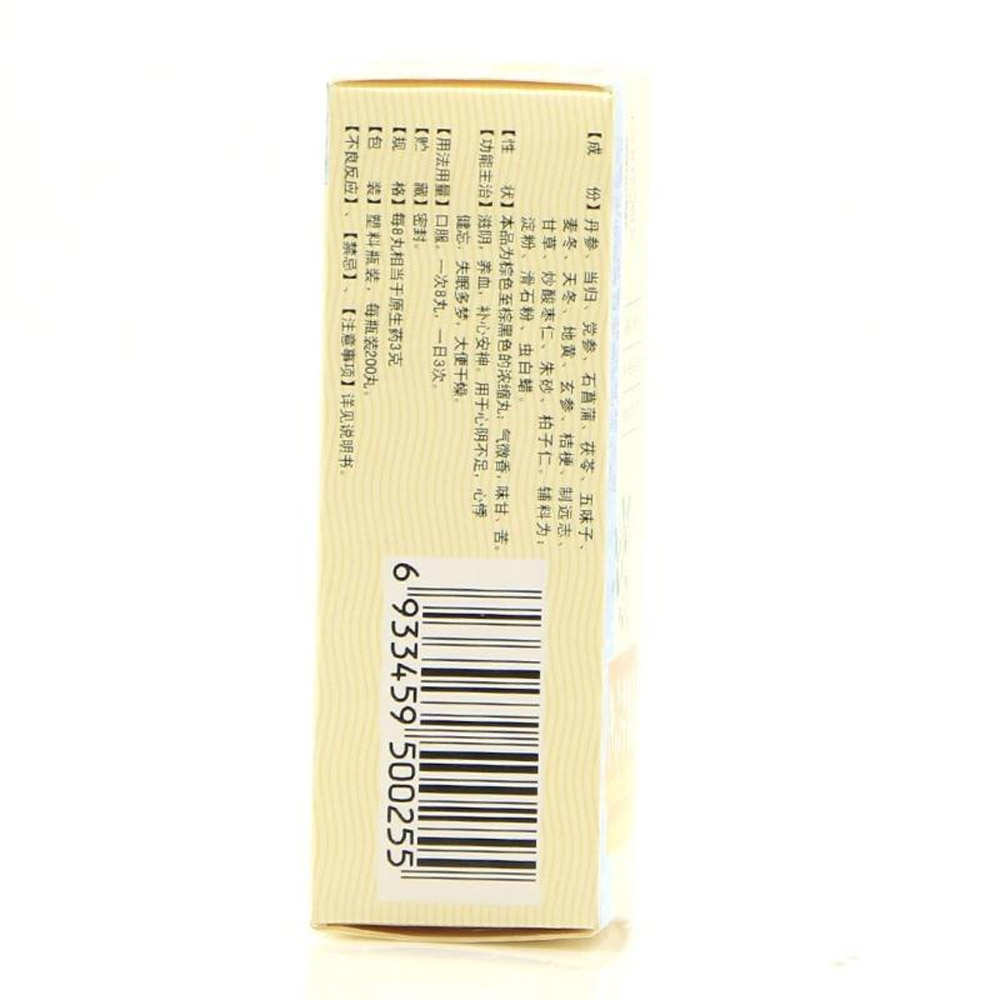 【成　份】丹参、当归、党参、石菖蒲、茯苓、五味子、
麦冬、天冬、地黄、玄参、桔梗、制远志、
甘草、炒酸枣仁、朱砂、柏子仁，辅料为：
淀粉、滑石粉、虫白蜡。
【性　状】本品为棕色至棕黑色的浓缩丸；气微香，味甘、苦。
【功能主治】滋阴，养血，补心安神。用于心阴不足，心悸
健忘，失眠多梦，大便干燥。
【用法用量】口服。一次8丸，一日3次。
【贮　藏】密封。
【规　格】每8丸相当于原生药3克
【包　装】塑料瓶装，每瓶装200丸。
【不良反应】、【禁忌】、【注意事项】详见说明书。
6 933459 500255